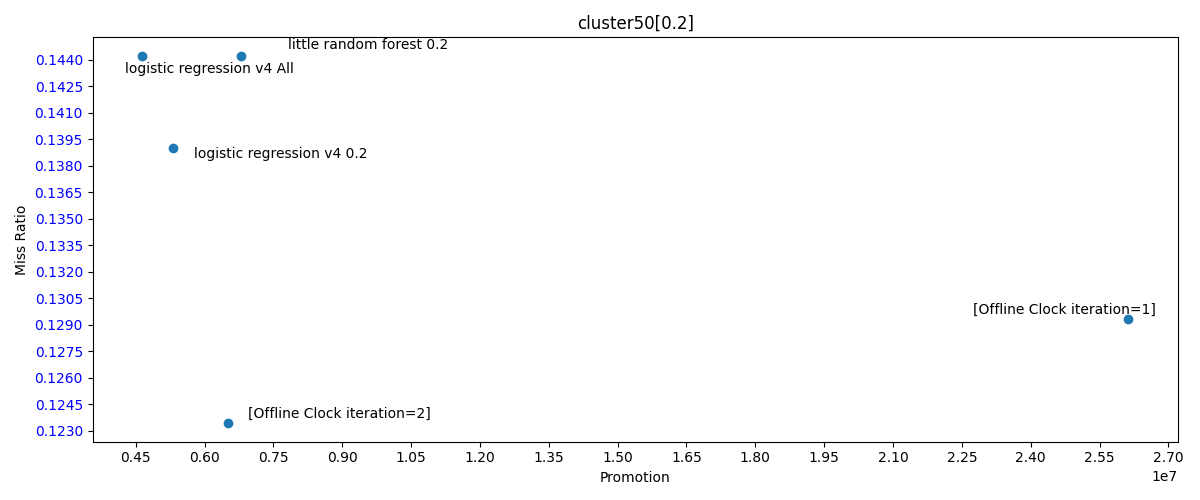 cluster50[0.2]
little random forest 0.2
logistic regression v4 All
logistic regression v4 0.2
[Offline Clock iteration=1]
[Offline Clock iteration=2]
Miss Ratio
0.1440
0.1425
0.1410
0.1395
0.1380
0.1365
0.1350
0.1335
0.1320
0.1305
0.1290
0.1275
0.1260
0.1245
0.1230
0.45 0.60 0.75 0.90 1.05 1.20 1.35 1.50 1.65 1.80 1.95 2.10 2.25 2.40 2.55 2.70
1e7
Promotion